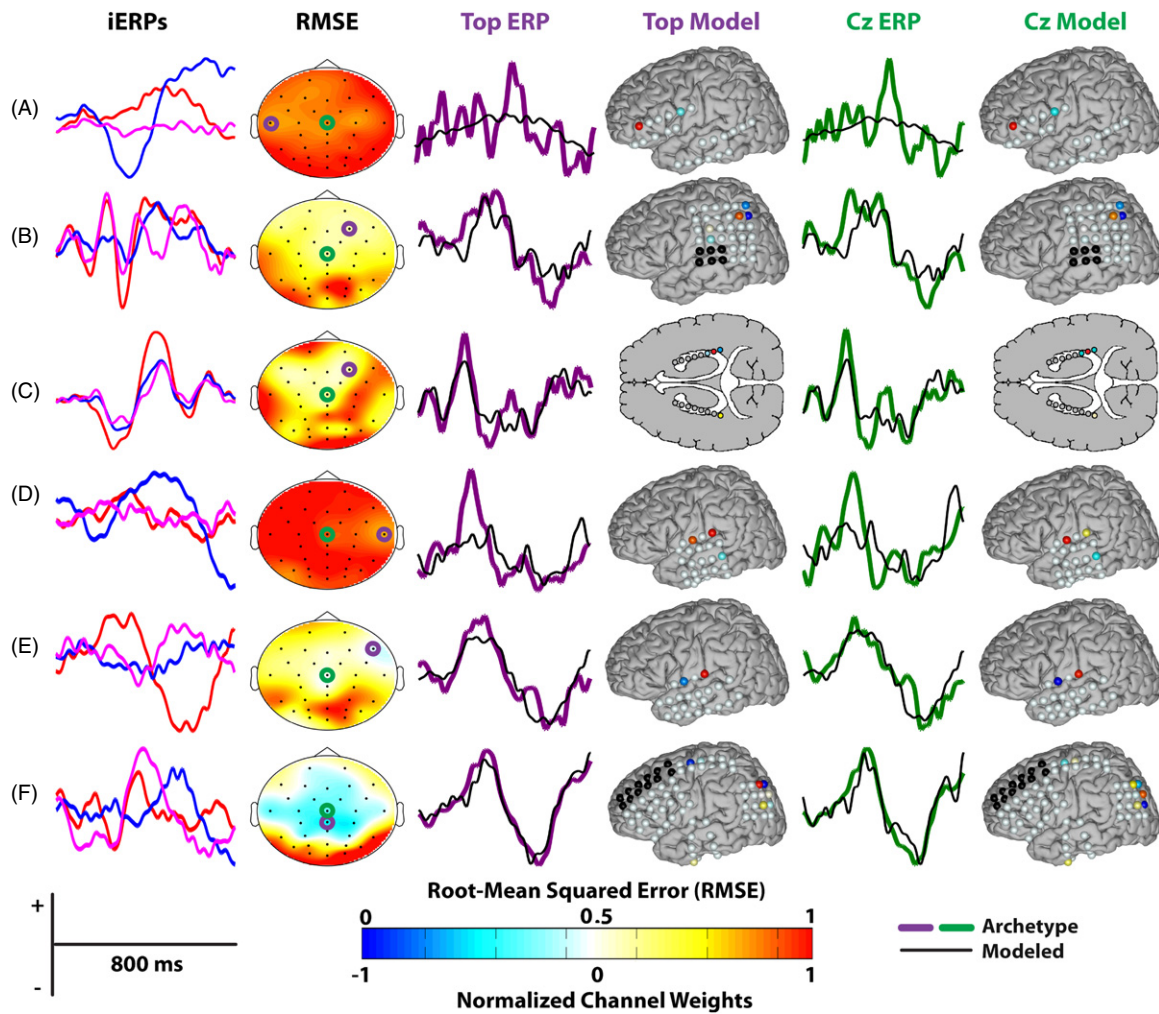 iERPs RMSE Top ERP Top Model Cz ERP Cz Model
(A)
(B)
(C)
(D)
(E)
(F)
+
800 ms
-
Root-Mean Squared Error (RMSE)
0 0.5 1
-1 0 1
Normalized Channel Weights
Archetype
Modeled